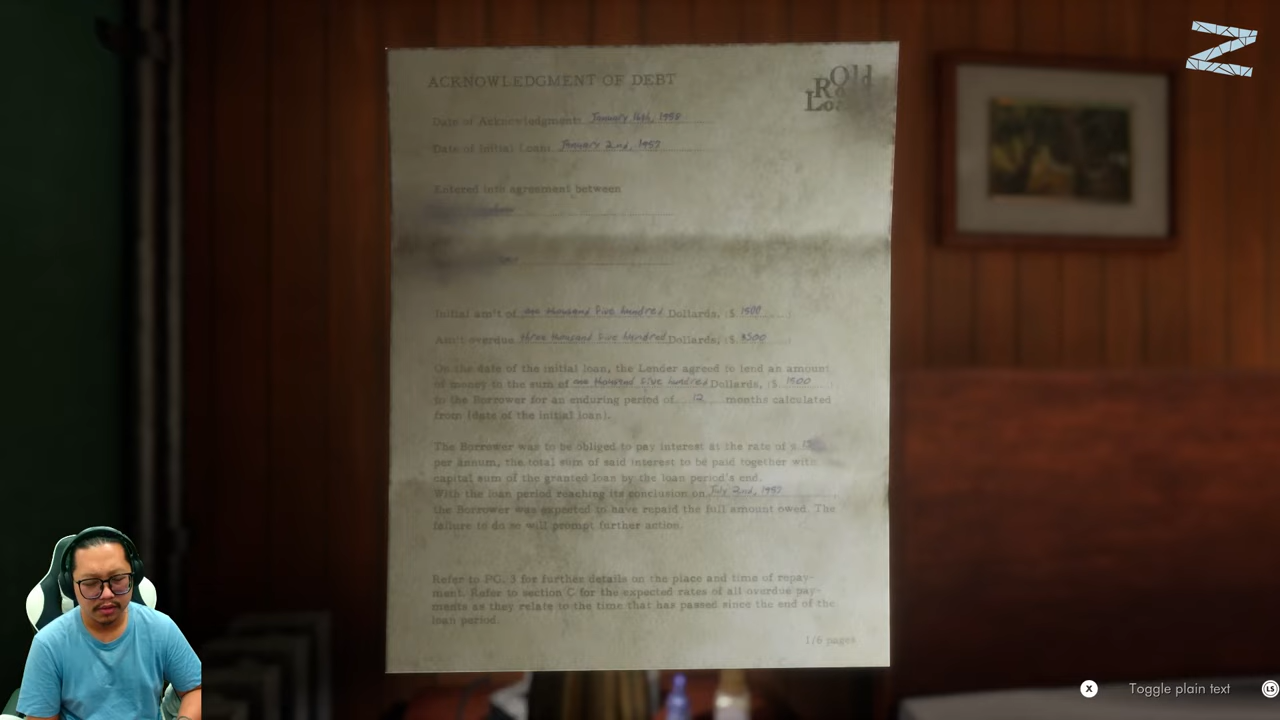 ACKNOWLEDGMENT OF DEBT
Old
R
Loa
Date of Acknowledgment: January 16th, 1958
Date of Initial Loan: January 2nd, 1957
Entered into agreement between
Initial am't of one thousand five hundred Dollards, ($ 1500 )
Am't overdue three thousand five hundred Dollards, ($ 3500 )
On the date of the initial loan, the Lender agreed to lend an amount
of money to the sum of one thousand five hundred Dollards, ($ 1500 )
to the Borrower for an enduring period of 12 months calculated
from (date of the initial loan).
The Borrower was to be obliged to pay interest at the rate of
per annum, the total sum of said interest to be paid together with
capital sum of the granted loan by the loan period's end.
With the loan period reaching its conclusion on July 2nd, 1957
the Borrower was expected to have repaid the full amount owed. The
failure to do so will prompt further action.
Refer to PG. 3 for further details on the place and time of repay-
ment. Refer to section C for the expected rates of all overdue pay-
ments as they relate to the time that has passed since the end of the
loan period.
1/6 pages
X Toggle plain text LS
Z